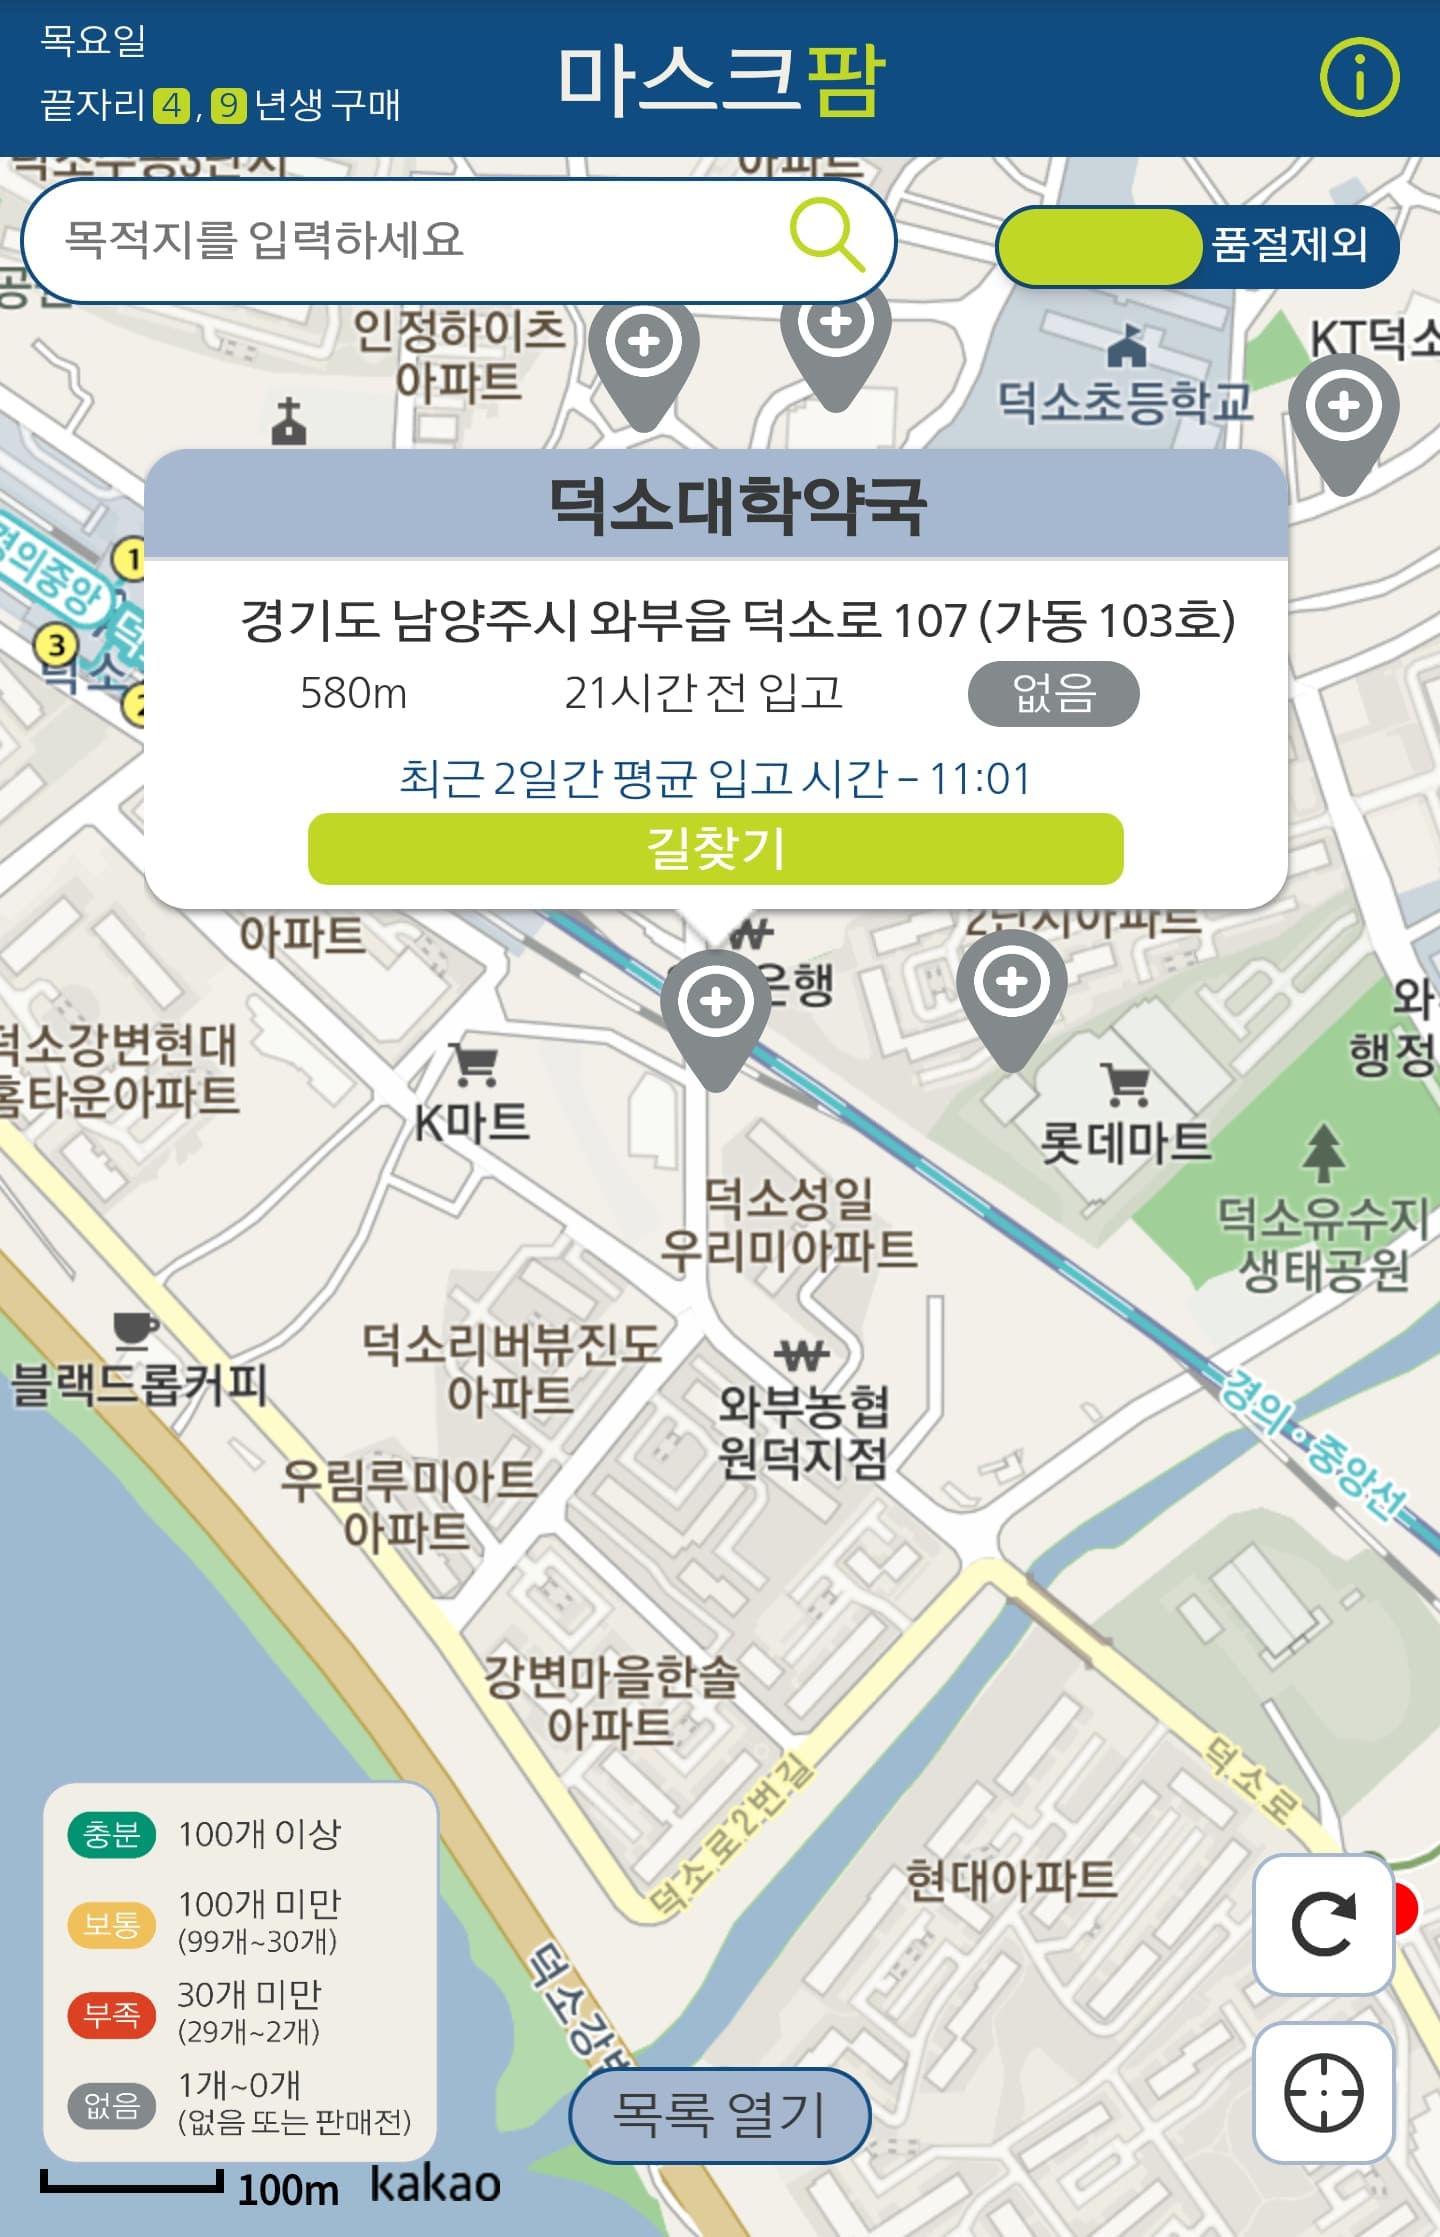 목요일
끝자리 4, 9 년생 구매
마스크팜
아파트
목적지를 입력하세요
품절제외
인정하이츠
아파트
덕소초등학교
KT덕소
덕소대학약국
경기도 남양주시 와부읍 덕소로 107 (가동 103호)
580m 21시간 전 입고 없음
최근 2일간 평균 입고 시간 – 11:01
길찾기
경의중앙
1
3
2
덕소
아파트
2단지아파트
은행
와
행정
덕소강변현대
홈타운아파트
K마트
롯데마트
덕소성일
우리미아파트
덕소유수지
생태공원
블랙드롭커피
덕소리버뷰진도
아파트
와부농협
원덕지점
경의·중앙선
우림루미아트
아파트
강변마을한솔
아파트
덕소로2번길
덕소로
현대아파트
덕소강변
충분 100개 이상
보통 100개 미만
(99개~30개)
부족 30개 미만
(29개~2개)
없음 1개~0개
(없음 또는 판매전)
목록 열기
100m kakao